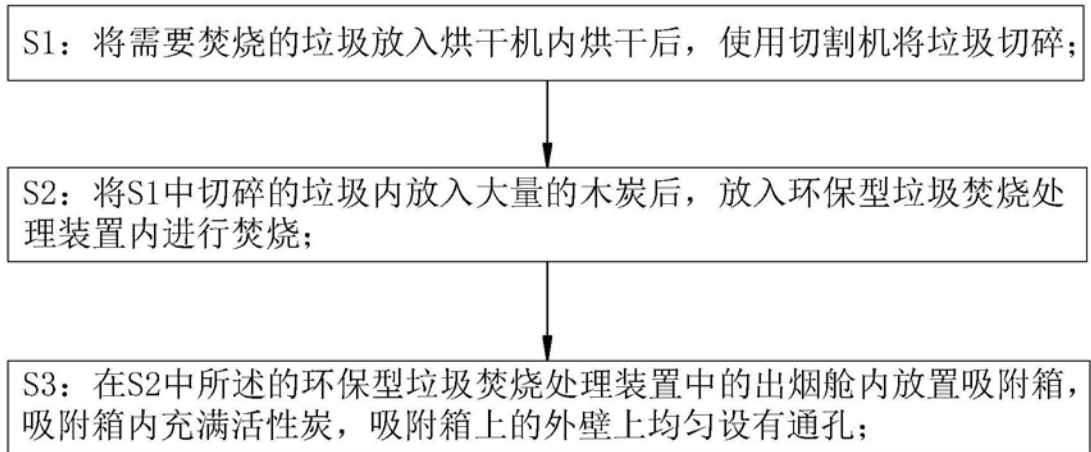 S1：将需要焚烧的垃圾放入烘干机内烘干后，使用切割机将垃圾切碎；
S2：将S1中切碎的垃圾内放入大量的木炭后，放入环保型垃圾焚烧处
理装置内进行焚烧；
S3：在S2中所述的环保型垃圾焚烧处理装置中的出烟舱内放置吸附箱，
吸附箱内充满活性炭，吸附箱上的外壁上均匀设有通孔；